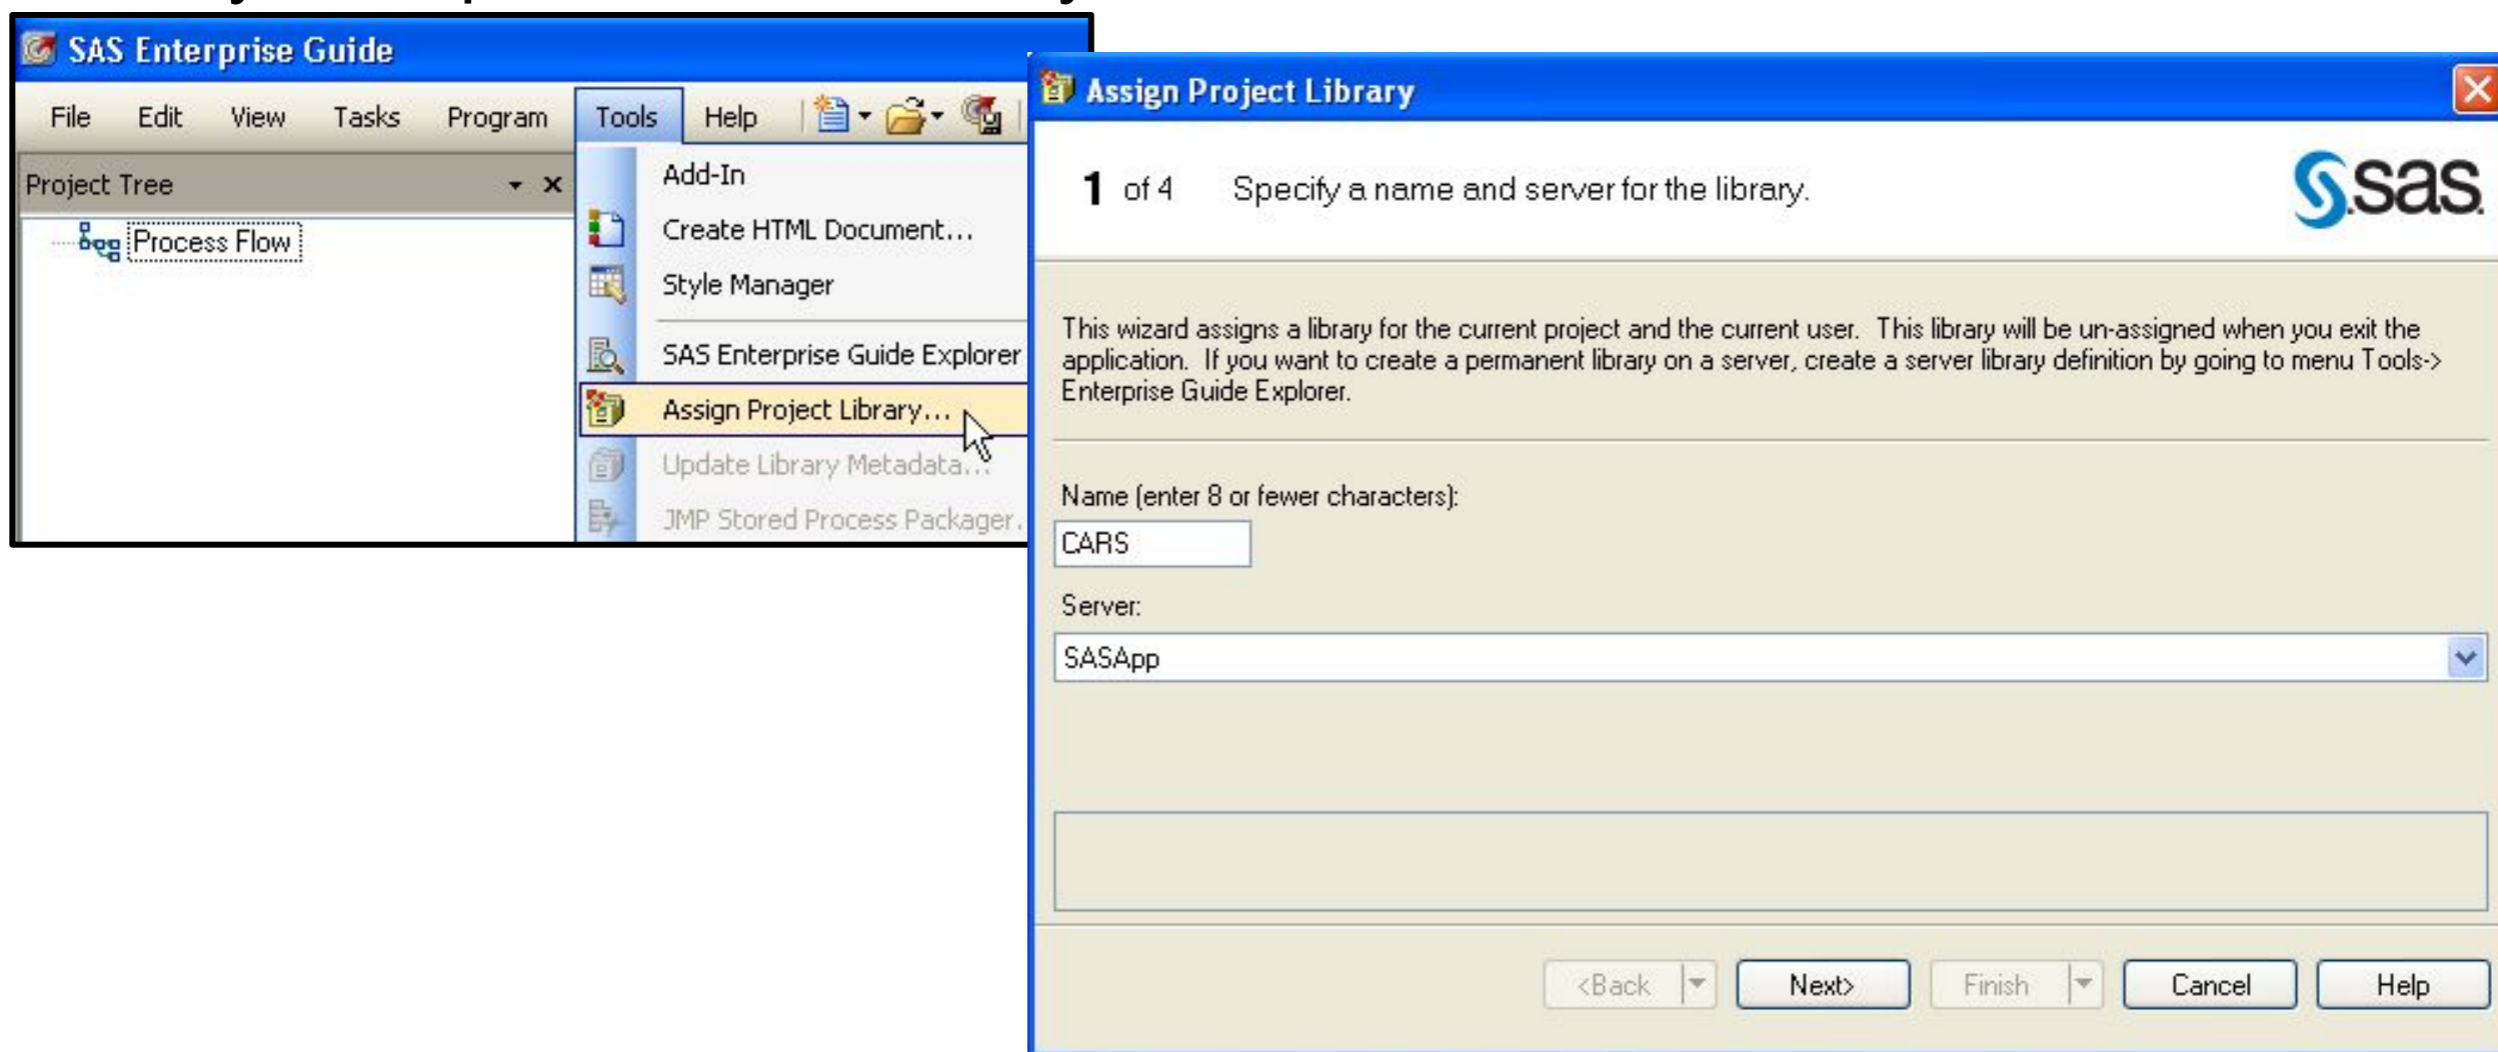 SAS Enterprise Guide
File Edit View Tasks Program Tools Help
Project Tree
Process Flow
Add-In
Create HTML Document...
Style Manager
SAS Enterprise Guide Explorer
Assign Project Library...
Update Library Metadata...
JMP Stored Process Packager.
Assign Project Library
1 of 4 Specify a name and server for the library.
sas
This wizard assigns a library for the current project and the current user. This library will be un-assigned when you exit the
application. If you want to create a permanent library on a server, create a server library definition by going to menu Tools->
Enterprise Guide Explorer.
Name (enter 8 or fewer characters):
CARS
Server:
SASApp
<Back Next> Finish Cancel Help